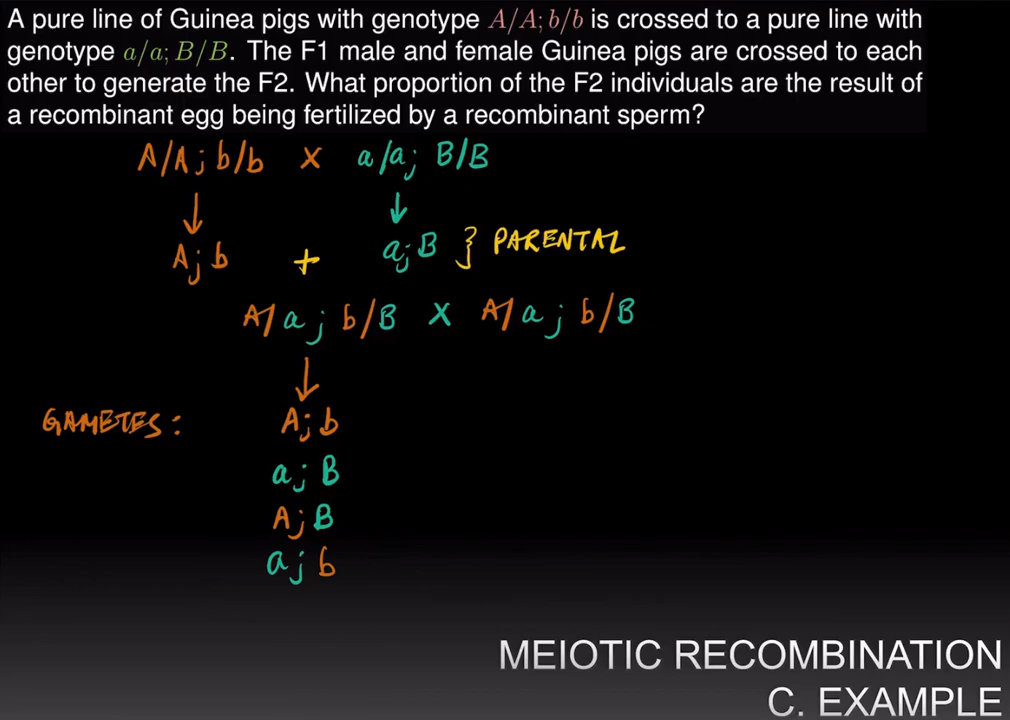 A pure line of Guinea pigs with genotype A/A; b/b is crossed to a pure line with
genotype a/a; B/B. The F1 male and female Guinea pigs are crossed to each
other to generate the F2. What proportion of the F2 individuals are the result of
a recombinant egg being fertilized by a recombinant sperm?
A/A; b/b X a/a; B/B
A; b + a; B } PARENTAL
A/a; b/B X A/a; b/B
GAMETES: A; b
a; B
A; B
a; b
MEIOTIC RECOMBINATION
C. EXAMPLE